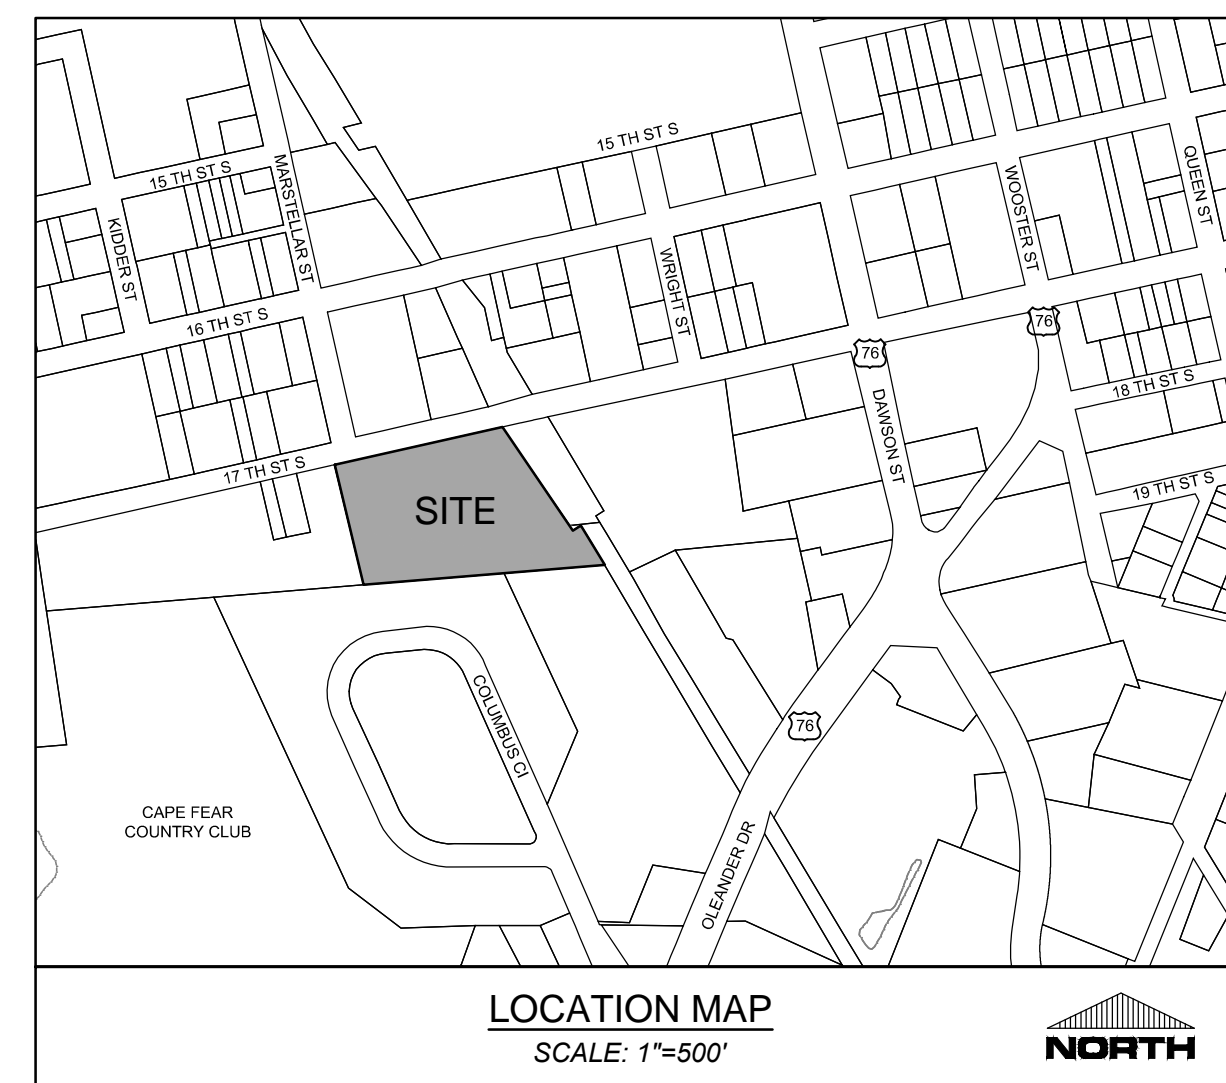 15 TH ST S
15 TH ST S
MARSTELLAR ST
QUEEN ST
WOOSTER ST
KIDDER ST
WRIGHT ST
16 TH ST S
76
76
18 TH ST S
DAWSON ST
17 TH ST S
19 TH ST S
SITE
COLUMBUS CI
76
CAPE FEAR
COUNTRY CLUB
OLEANDER DR
LOCATION MAP
SCALE: 1"=500'
NORTH